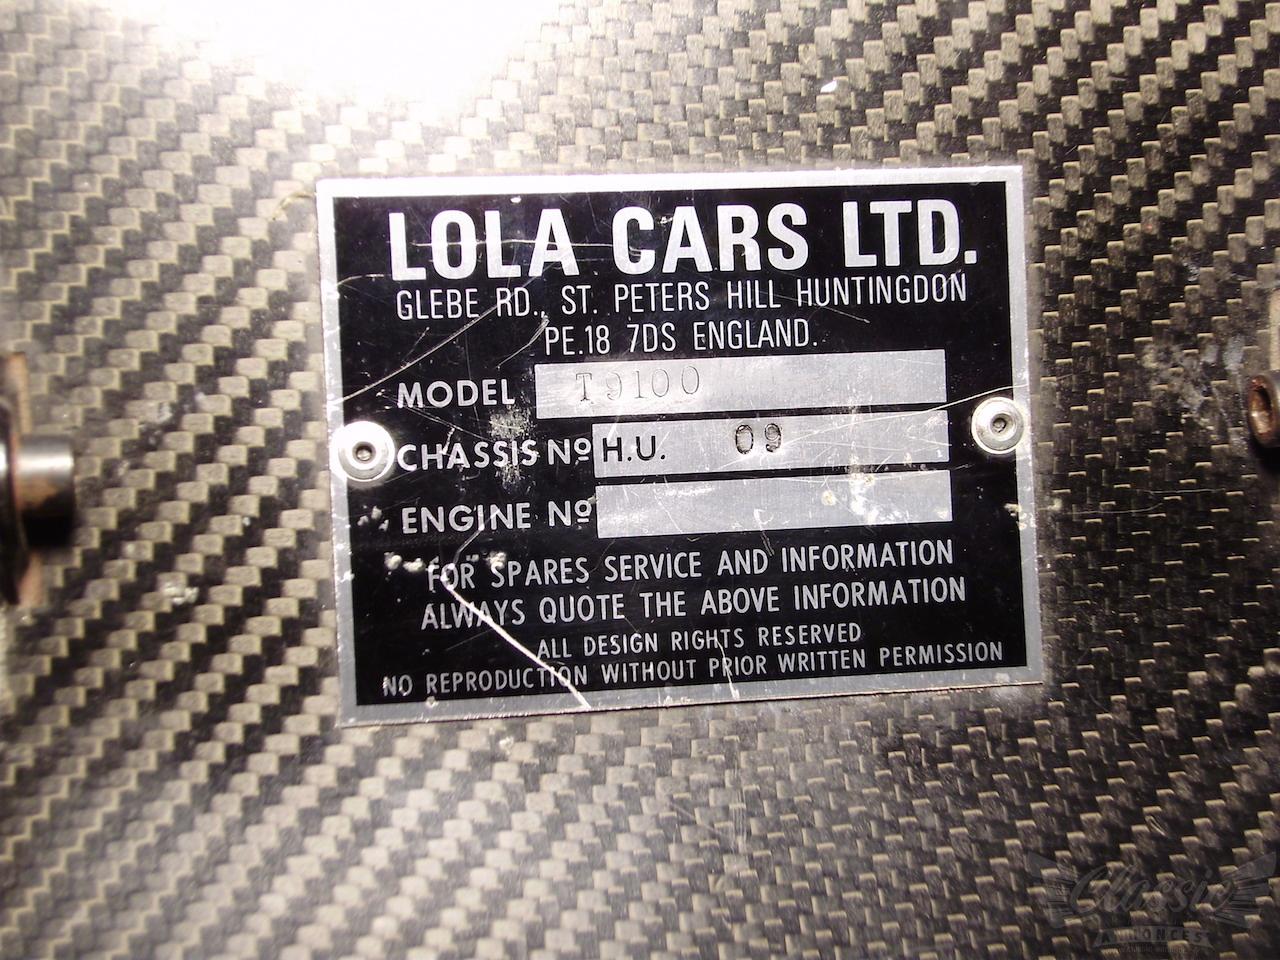 LOLA CARS LTD.
GLEBE RD., ST. PETERS HILL HUNTINGDON
PE.18 7DS ENGLAND.
MODEL T9100
CHASSIS Nº H.U. 09
ENGINE Nº
FOR SPARES SERVICE AND INFORMATION
ALWAYS QUOTE THE ABOVE INFORMATION
ALL DESIGN RIGHTS RESERVED
NO REPRODUCTION WITHOUT PRIOR WRITTEN PERMISSION
Classic
ANNONCES